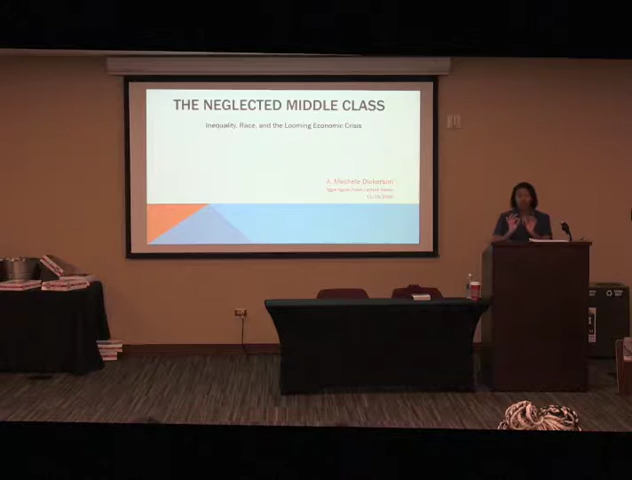 THE NEGLECTED MIDDLE CLASS
Inequality, Race, and the Looming Economic Crisis
A. Mechele Dickerson